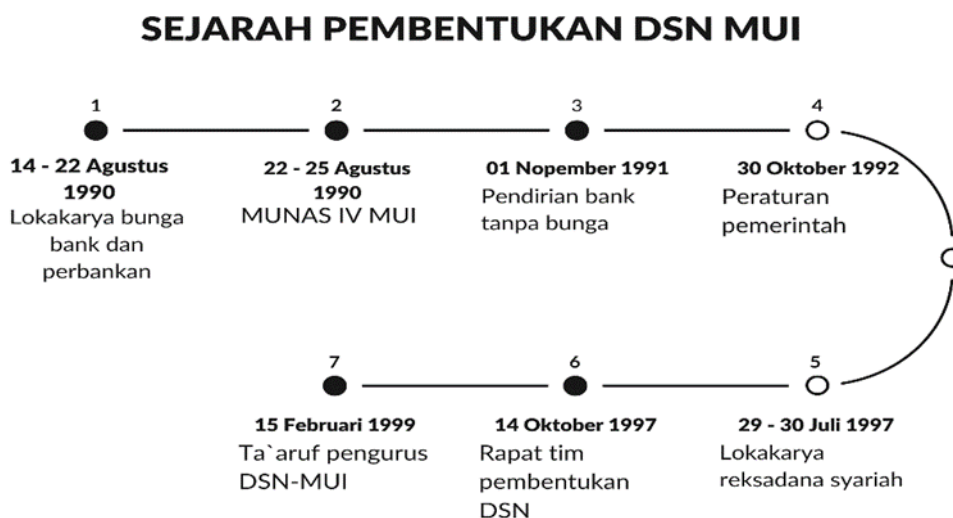 SEJARAH PEMBENTUKAN DSN MUI
1
14 - 22 Agustus
1990
Lokakarya bunga
bank dan
perbankan
2
22 - 25 Agustus
1990
MUNAS IV MUI
3
01 Nopember 1991
Pendirian bank
tanpa bunga
4
30 Oktober 1992
Peraturan
pemerintah
5
29 - 30 Juli 1997
Lokakarya
reksadana syariah
6
14 Oktober 1997
Rapat tim
pembentukan
DSN
7
15 Februari 1999
Ta`aruf pengurus
DSN-MUI